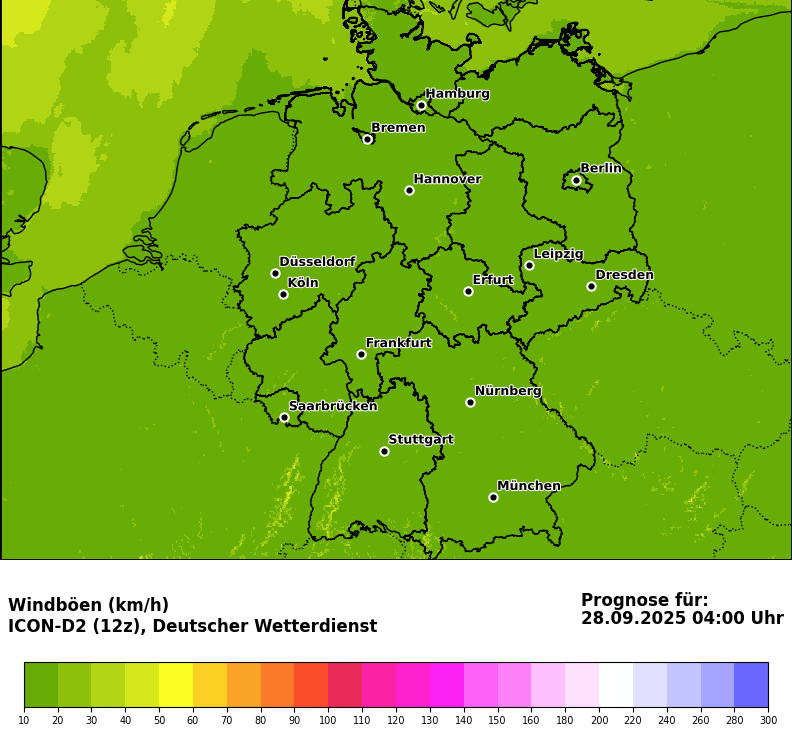 Hamburg
Bremen
Berlin
Hannover
Düsseldorf
Leipzig
Köln
Erfurt
Dresden
Frankfurt
Nürnberg
Saarbrücken
Stuttgart
München
Windböen (km/h)
ICON-D2 (12z), Deutscher Wetterdienst
Prognose für:
28.09.2025 04:00 Uhr
10 20 30 40 50 60 70 80 90 100 110 120 130 140 150 160 180 200 220 240 260 280 300